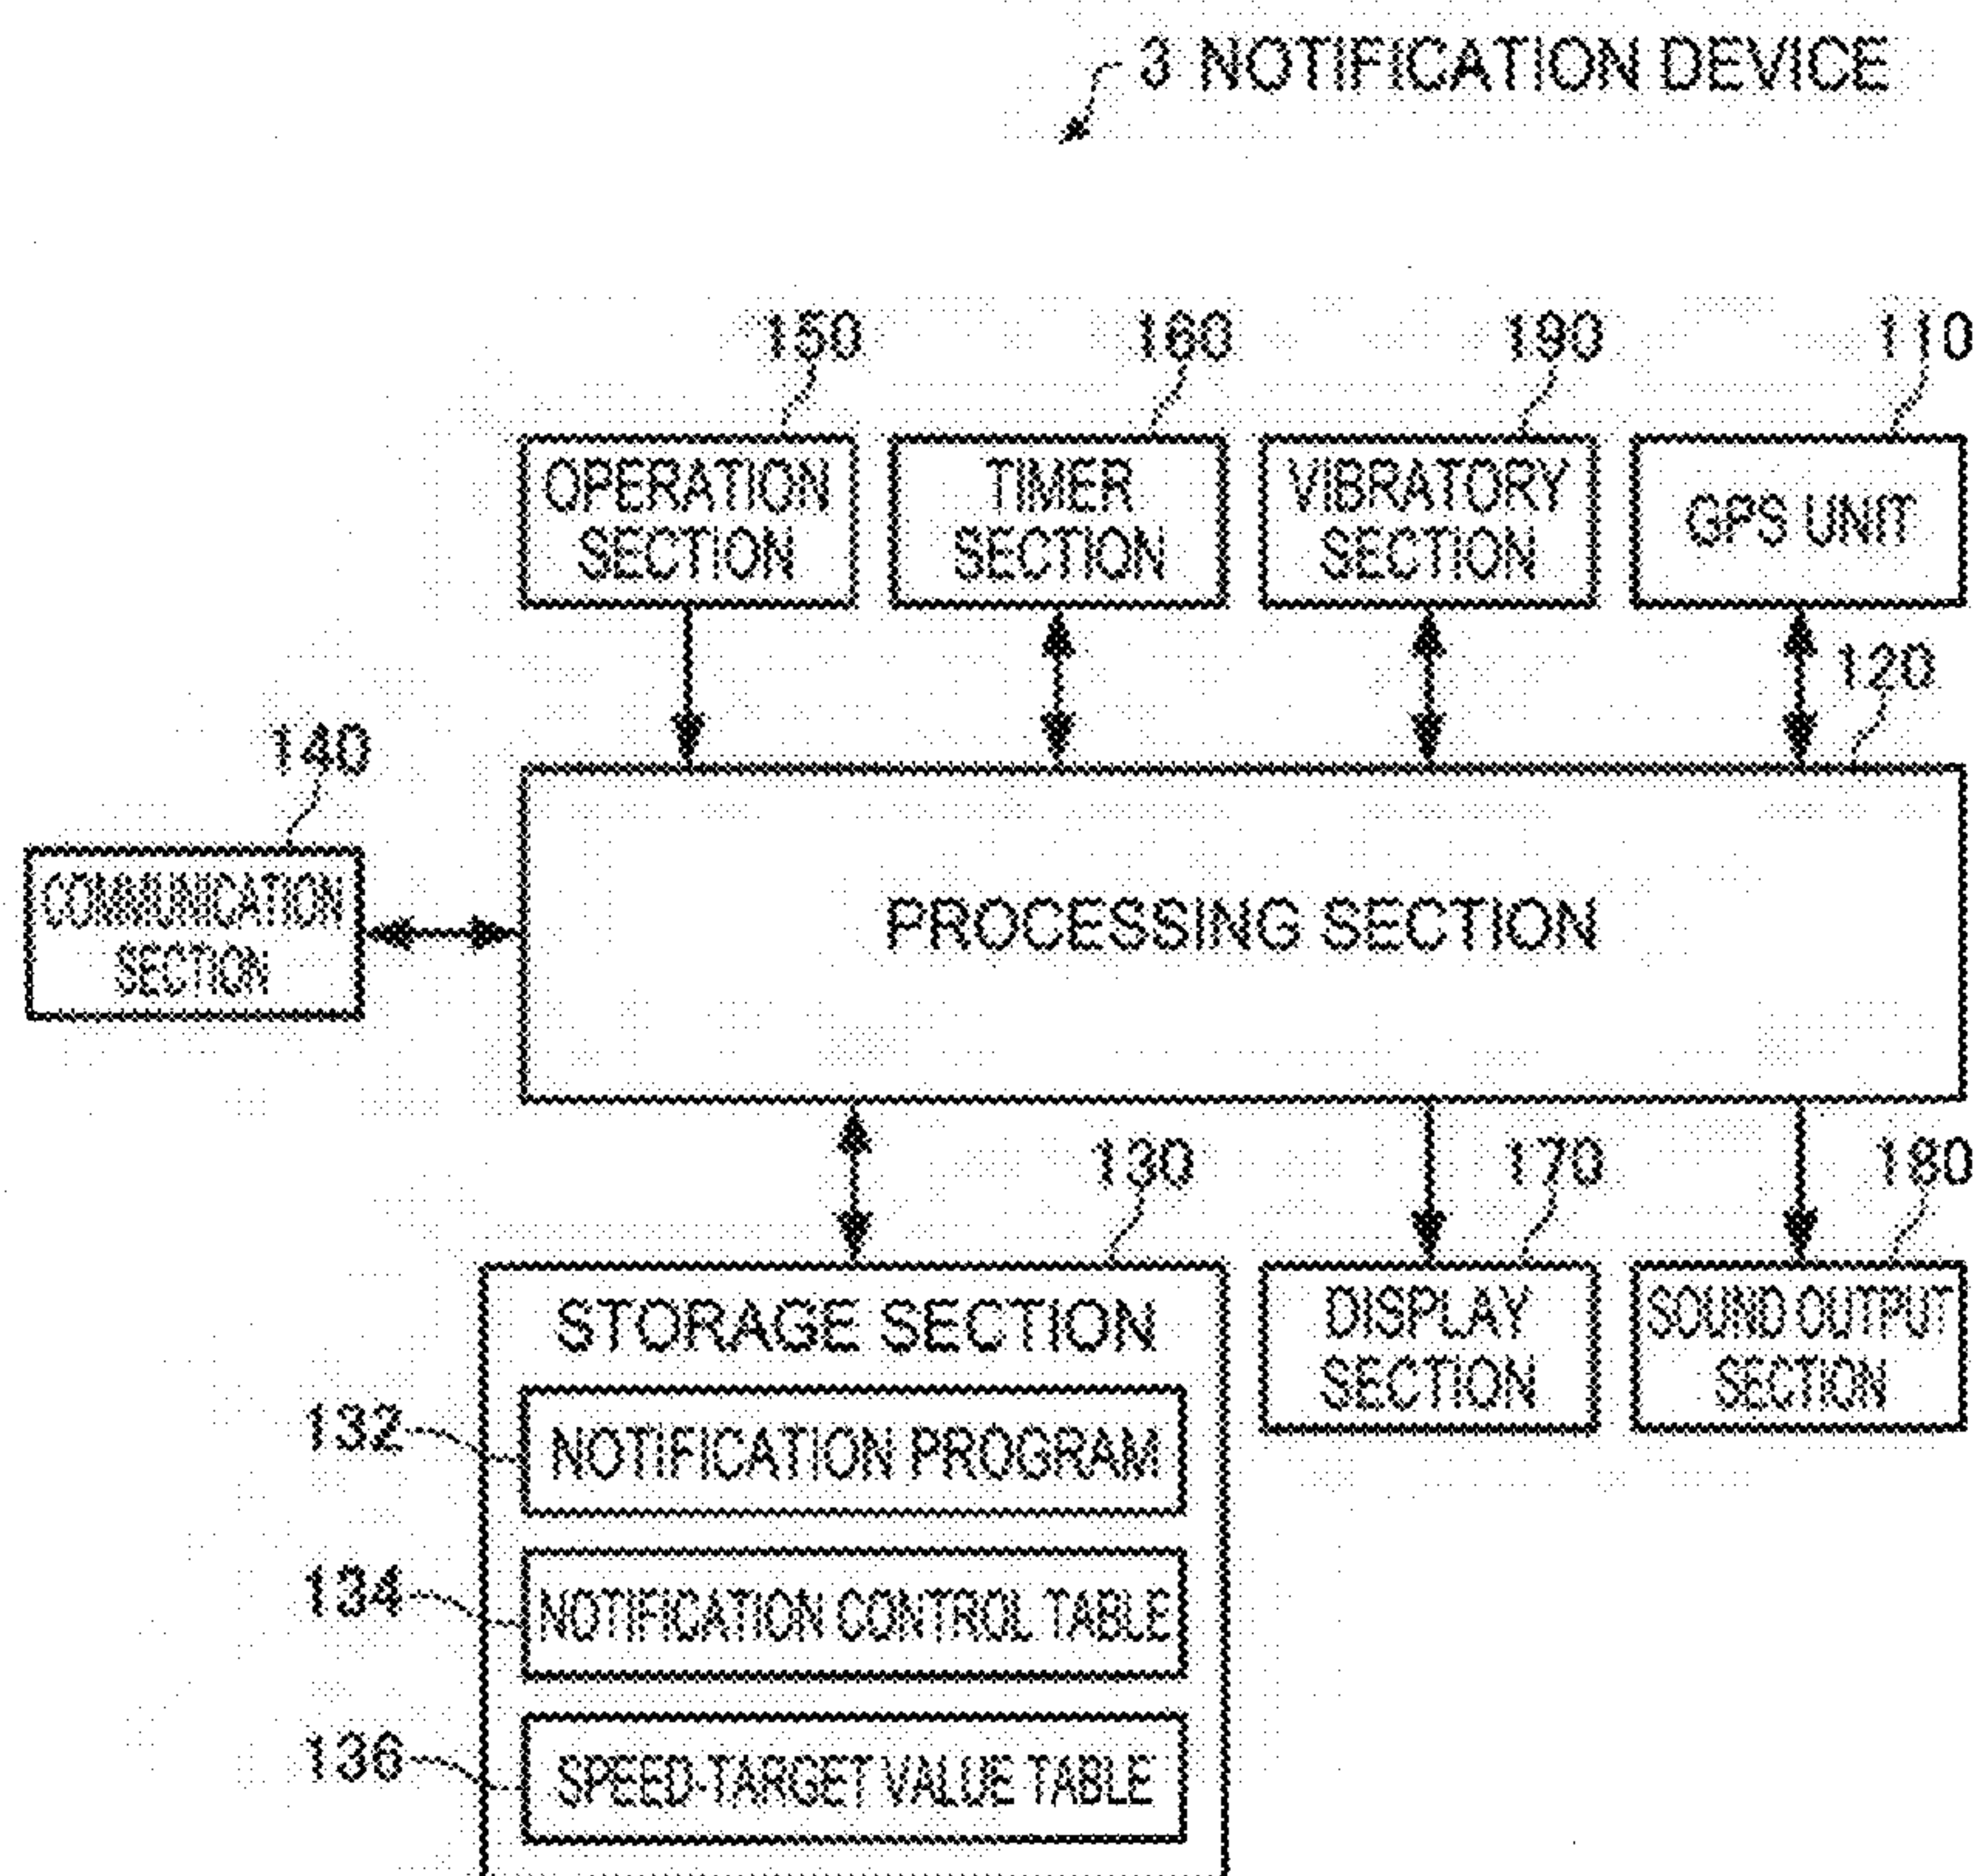 3 NOTIFICATION DEVICE
150
160
190
110
OPERATION
SECTION
TIMER
SECTION
VIBRATORY
SECTION
GPS UNIT
120
140
COMMUNICATION
SECTION
PROCESSING SECTION
130
170
180
STORAGE SECTION
DISPLAY
SECTION
SOUND OUTPUT
SECTION
132
NOTIFICATION PROGRAM
134
NOTIFICATION CONTROL TABLE
136
SPEED-TARGET VALUE TABLE